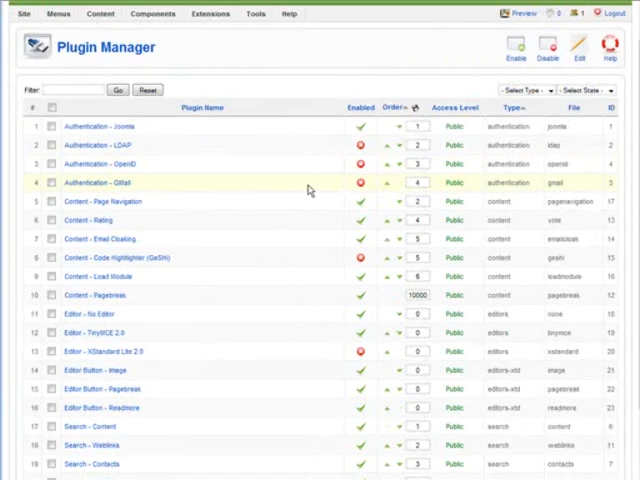 Site Menus Content Components Extensions Tools Help Preview 0 1 Logout
Plugin Manager
Enable Disable Edit Help
Filter: Go Reset - Select Type - - Select State -
# Plugin Name Enabled Order Access Level Type File ID
1 Authentication - Joomla 1 Public authentication joomla 1
2 Authentication - LDAP 2 Public authentication ldap 2
3 Authentication - OpenID 3 Public authentication openid 4
4 Authentication - GMail 4 Public authentication gmail 3
5 Content - Page Navigation 2 Public content pagenavigation 17
6 Content - Rating 4 Public content vote 13
7 Content - Email Cloaking 5 Public content emailcloak 14
8 Content - Code Hightlighter (GeSHi) 5 Public content geshi 15
9 Content - Load Module 6 Public content loadmodule 16
10 Content - Pagebreak 10000 Public content pagebreak 12
11 Editor - No Editor 0 Public editors none 18
12 Editor - TinyMCE 2.0 0 Public editors tinymce 19
13 Editor - XStandard Lite 2.0 0 Public editors xstandard 20
14 Editor Button - Image 0 Public editors-xtd image 21
15 Editor Button - Pagebreak 0 Public editors-xtd pagebreak 22
16 Editor Button - Readmore 0 Public editors-xtd readmore 23
17 Search - Content 1 Public search content 6
18 Search - Weblinks 2 Public search weblinks 11
19 Search - Contacts 3 Public search contacts 7